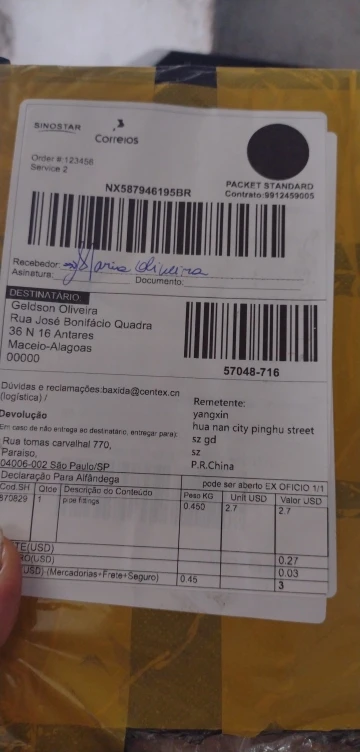 SINOSTAR
Correios
Order #:123456
Service 2
PACKET STANDARD
Contrato:9912459005
NX587946195BR
Recebedor: Maria Oliveira
Assinatura: Documento:
DESTINATÁRIO:
Geldson Oliveira
Rua José Bonifácio Quadra
36 N 16 Antares
Maceio-Alagoas
00000
57048-716
Dúvidas e reclamações:baxida@centex.cn
(logística) /
Devolução
Em caso de não entrega ao destinatário, entregar para:
Rua tomas carvalhal 770,
Paraiso,
04006-002 São Paulo/SP
Remetente:
yangxin
hua nan city pinghu street
sz gd
sz
P.R.China
Declaração Para Alfândega pode ser aberto EX OFICIO 1/1
Cod.SH Qtde Descrição do Conteúdo Peso KG Unit USD Valor USD
870829 1 pipe fittings 0.450 2.7 2.7
TE(USD) 0.27
RO(USD) 0.03
USD) (Mercadorias+Frete+Seguro) 0.45 3